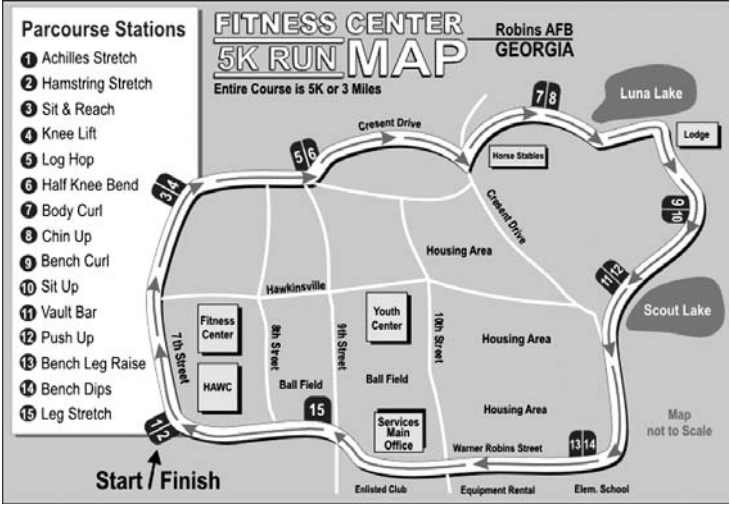 Parcourse Stations
1 Achilles Stretch
2 Hamstring Stretch
3 Sit & Reach
4 Knee Lift
5 Log Hop
6 Half Knee Bend
7 Body Curl
8 Chin Up
9 Bench Curl
10 Sit Up
11 Vault Bar
12 Push Up
13 Bench Leg Raise
14 Bench Dips
15 Leg Stretch
FITNESS CENTER
5K RUN MAP
Robins AFB
GEORGIA
Entire Course is 5K or 3 Miles
7 8
Luna Lake
Cresent Drive
Lodge
5 6
Horse Stables
3 4
9 10
Cresent Drive
Housing Area
11 12
Hawkinsville
Scout Lake
Fitness
Center
Youth
Center
7th Street
8th Street
9th Street
10th Street
Housing Area
HAWC
Ball Field
Ball Field
15
Housing Area
Map
not to Scale
1 2
Services
Main
Office
Warner Robins Street
13 14
Start / Finish
Enlisted Club
Equipment Rental
Elem. School